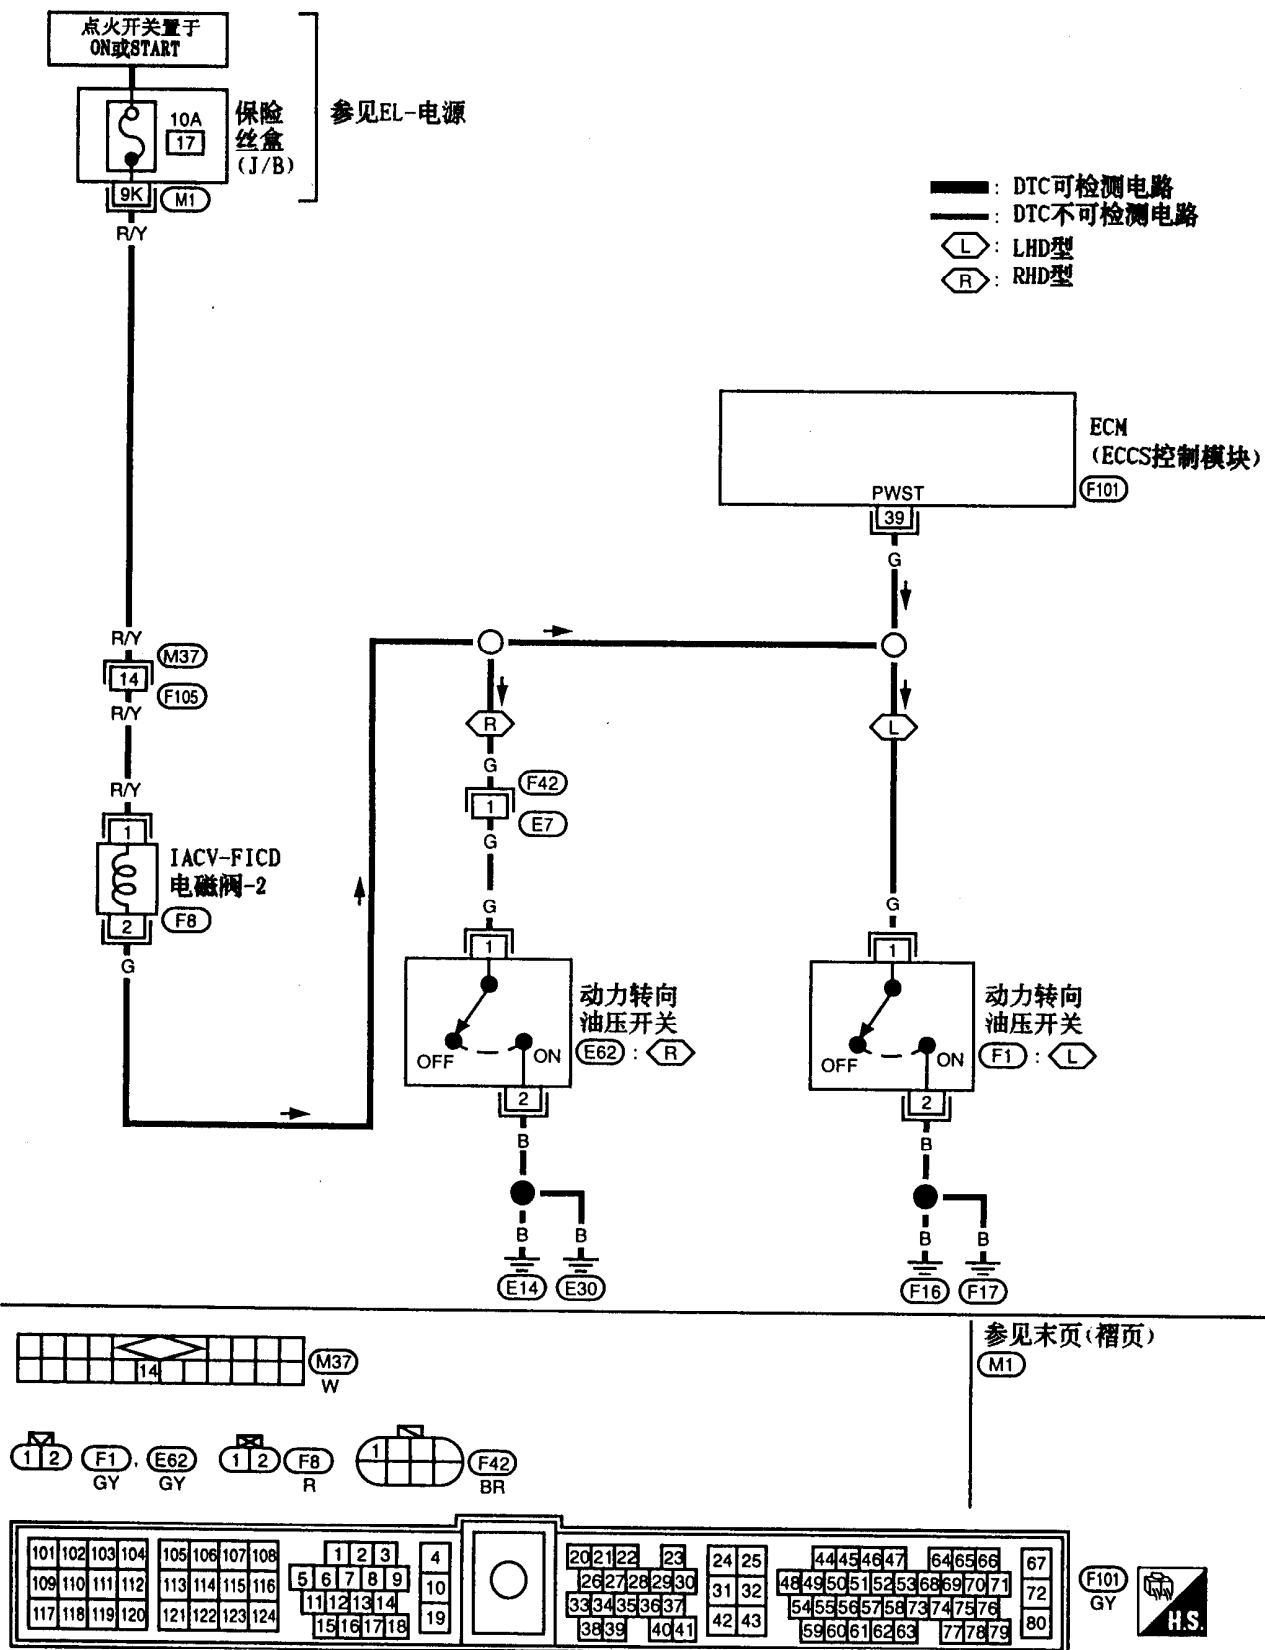 点火开关置于
ON或START
10A
17
保险
丝盒
(J/B)
参见EL-电源
9K
M1
R/Y
: DTC可检测电路
: DTC不可检测电路
L : LHD型
R : RHD型
ECM
(ECCS控制模块)
F101
PWST
39
G
R/Y
M37
14
F105
R/Y
R/Y
1
IACV-FICD
电磁阀-2
2
F8
G
R
G
F42
1
E7
G
G
1
动力转向
油压开关
OFF
ON
E62 : R
2
B
B
B
E14
E30
L
G
1
动力转向
油压开关
OFF
ON
F1 : L
2
B
B
B
F16
F17
参见末页(褶页)
M1
14
M37
W
1 2
F1, E62
GY GY
1 2
F8
R
1
F42
BR
101 102 103 104 105 106 107 108 1 2 3 4
109 110 111 112 113 114 115 116 5 6 7 8 9 10
117 118 119 120 121 122 123 124 11 12 13 14 19
15 16 17 18
20 21 22 23 24 25 44 45 46 47 64 65 66 67
26 27 28 29 30 31 32 48 49 50 51 52 53 68 69 70 71 72
33 34 35 36 37 42 43 54 55 56 57 58 73 74 75 76 80
38 39 40 41 59 60 61 62 63 77 78 79
F101
GY
H.S.